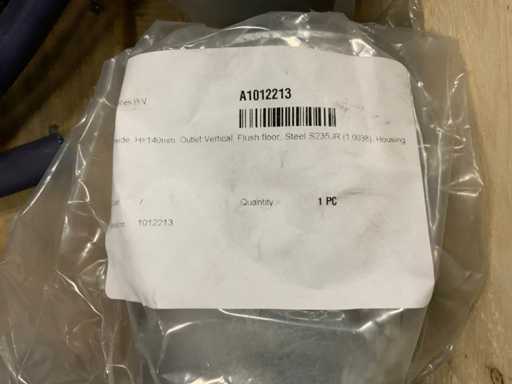 A1012213
H=140mm, Outlet Vertical, Flush floor, Steel S235JR (1.0038), Housing
/ Quantity: 1 PC
1012213